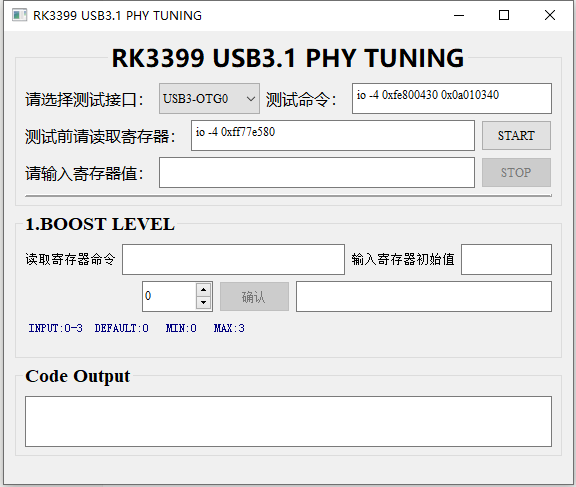 RK3399 USB3.1 PHY TUNING
RK3399 USB3.1 PHY TUNING
请选择测试接口： USB3-OTG0 测试命令： io -4 0xfe800430 0x0a010340
测试前请读取寄存器： io -4 0xff77e580 START
请输入寄存器值： STOP
1.BOOST LEVEL
读取寄存器命令 输入寄存器初始值
0 确认
INPUT:0-3 DEFAULT:0 MIN:0 MAX:3
Code Output